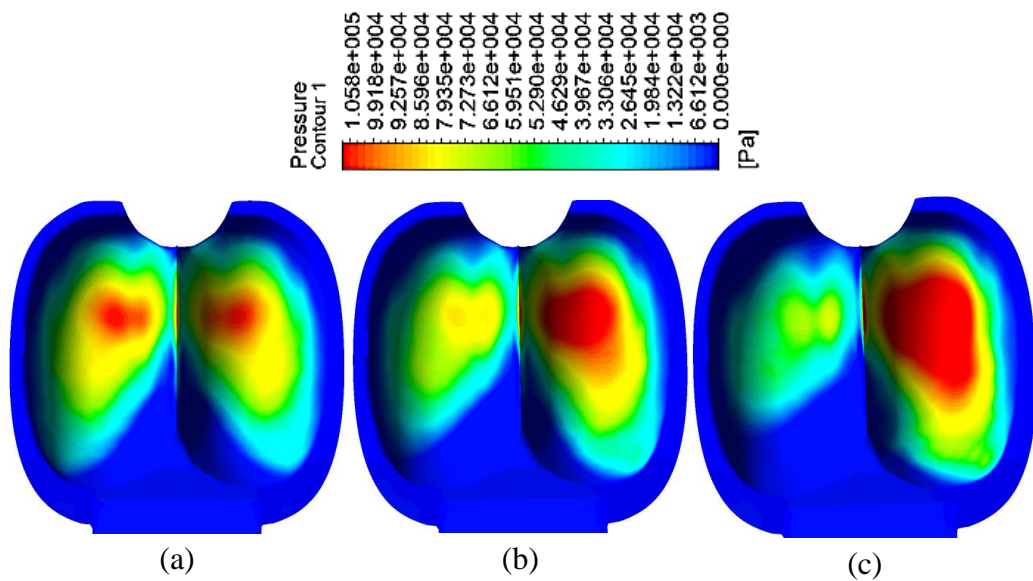 Pressure
Contour 1
1.058e+005
9.918e+004
9.257e+004
8.596e+004
7.935e+004
7.273e+004
6.612e+004
5.951e+004
5.290e+004
4.629e+004
3.967e+004
3.306e+004
2.645e+004
1.984e+004
1.322e+004
6.612e+003
0.000e+000
[Pa]
(a)
(b)
(c)